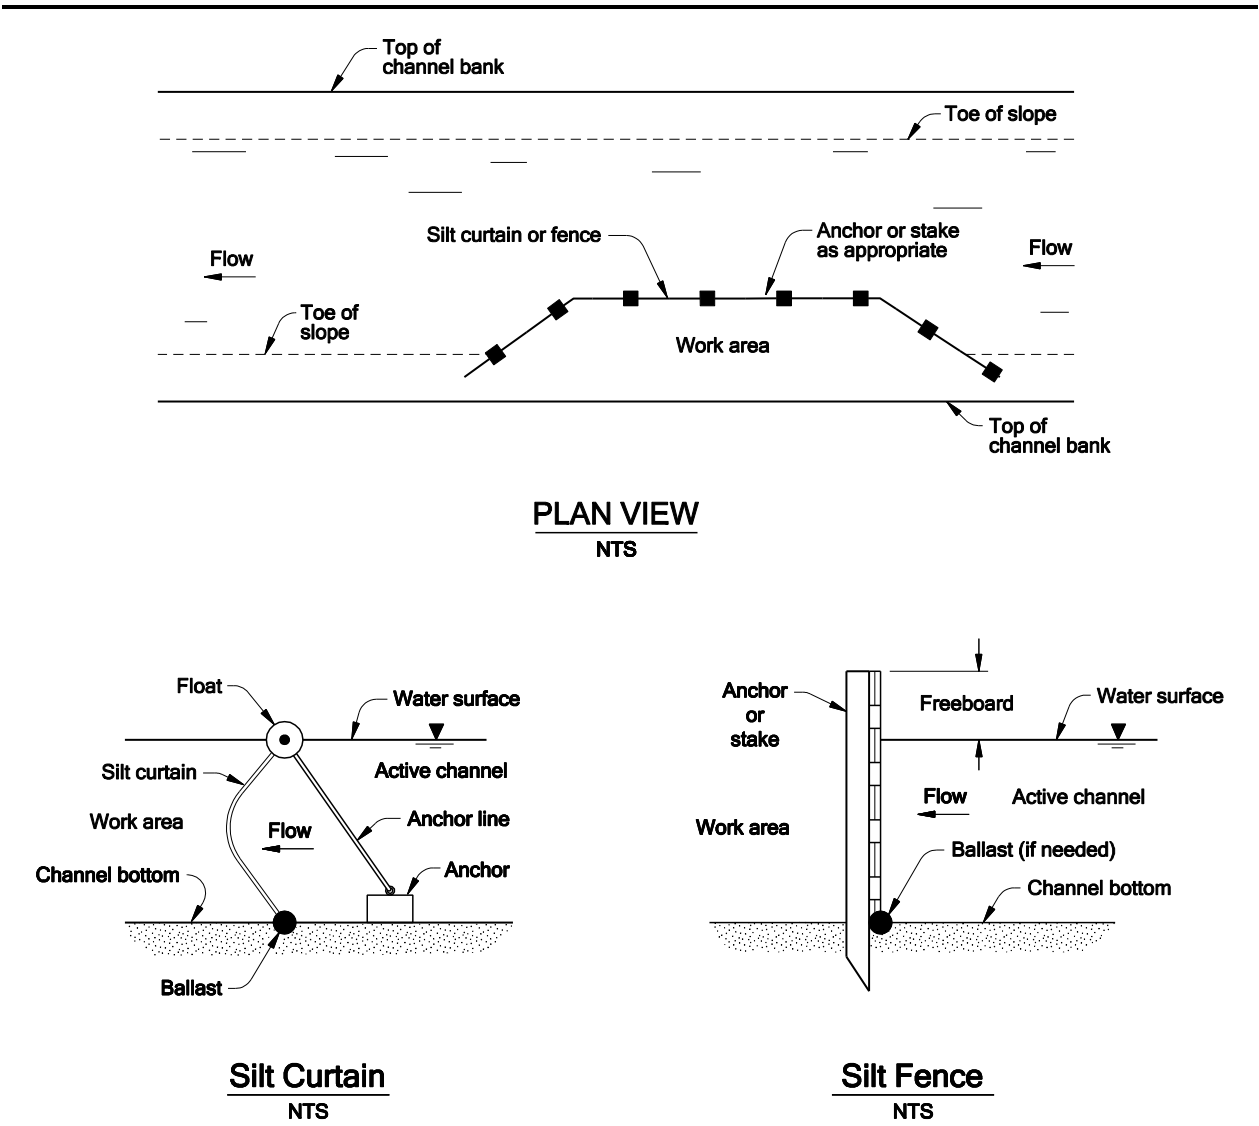 Top of
channel bank
Toe of slope
Silt curtain or fence
Anchor or stake
as appropriate
Flow
Flow
Toe of
slope
Work area
Top of
channel bank
PLAN VIEW
NTS
Float
Water surface
Silt curtain
Active channel
Work area
Flow
Anchor line
Channel bottom
Anchor
Ballast
Silt Curtain
NTS
Anchor
or
stake
Freeboard
Water surface
Flow
Active channel
Work area
Ballast (if needed)
Channel bottom
Silt Fence
NTS